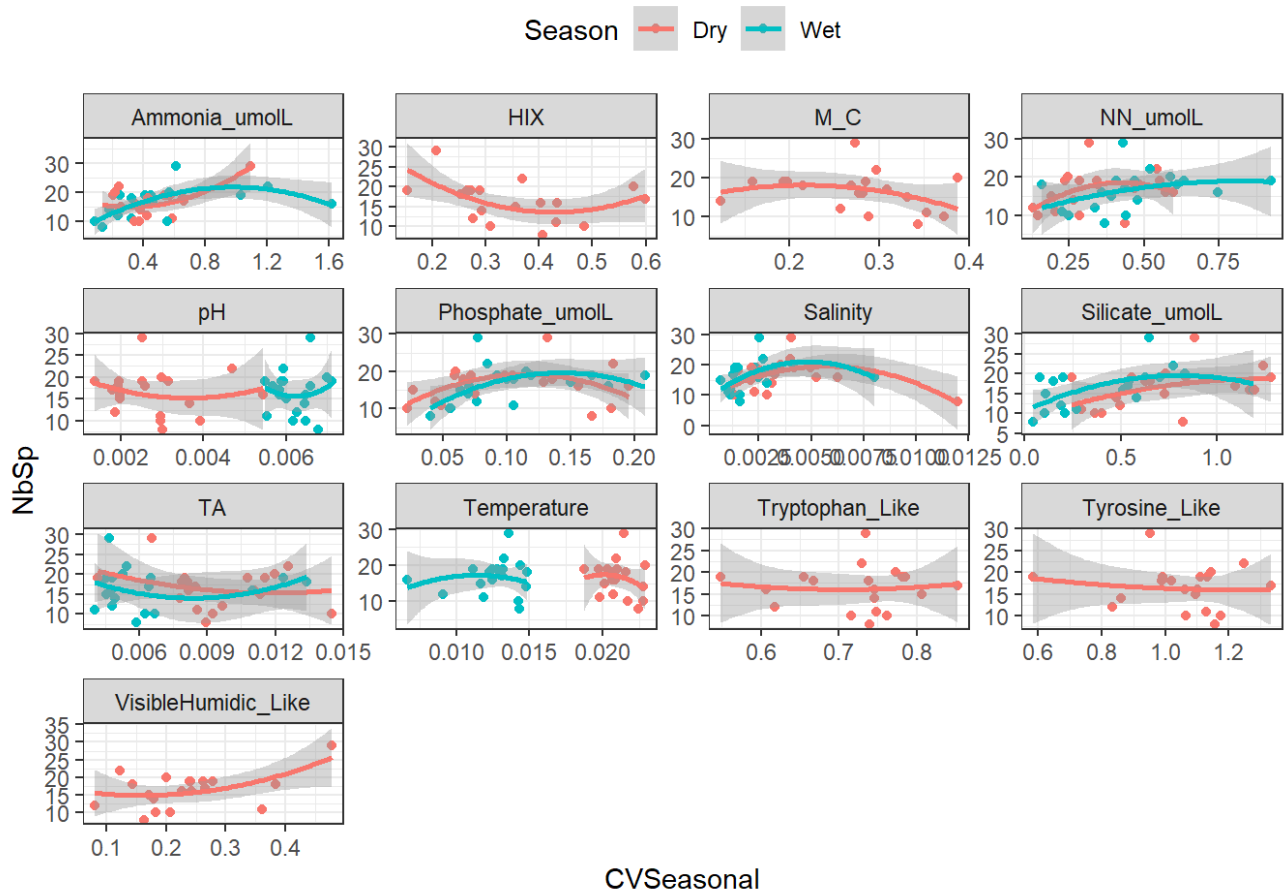 Season Dry Wet
Ammonia_umolL HIX M_C NN_umolL
30
20
10
0.4 0.8 1.2 1.6
30
25
20
15
10
0.2 0.3 0.4 0.5 0.6
30
20
10
0.2 0.3 0.4
30
20
10
0.25 0.50 0.75
pH Phosphate_umolL Salinity Silicate_umolL
30
25
20
15
10
0.002 0.003 0.004 0.005 0.006 0.007
30
20
10
0.05 0.10 0.15 0.20
30
20
10
0
0.0025 0.0050 0.0075 0.0100 0.0125
30
25
20
15
10
5
0.0 0.5 1.0
TA Temperature Tryptophan_Like Tyrosine_Like
30
25
20
15
10
0.006 0.009 0.012 0.015
30
20
10
0.010 0.015 0.020
30
25
20
15
10
0.6 0.7 0.8
30
25
20
15
10
0.6 0.8 1.0 1.2
VisibleHumidic_Like
35
30
25
20
15
10
0.1 0.2 0.3 0.4
NbSp
CVSeasonal